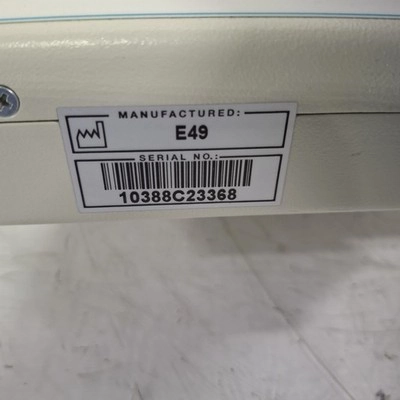 MANUFACTURED:
E49
SERIAL NO.:
10388C23368